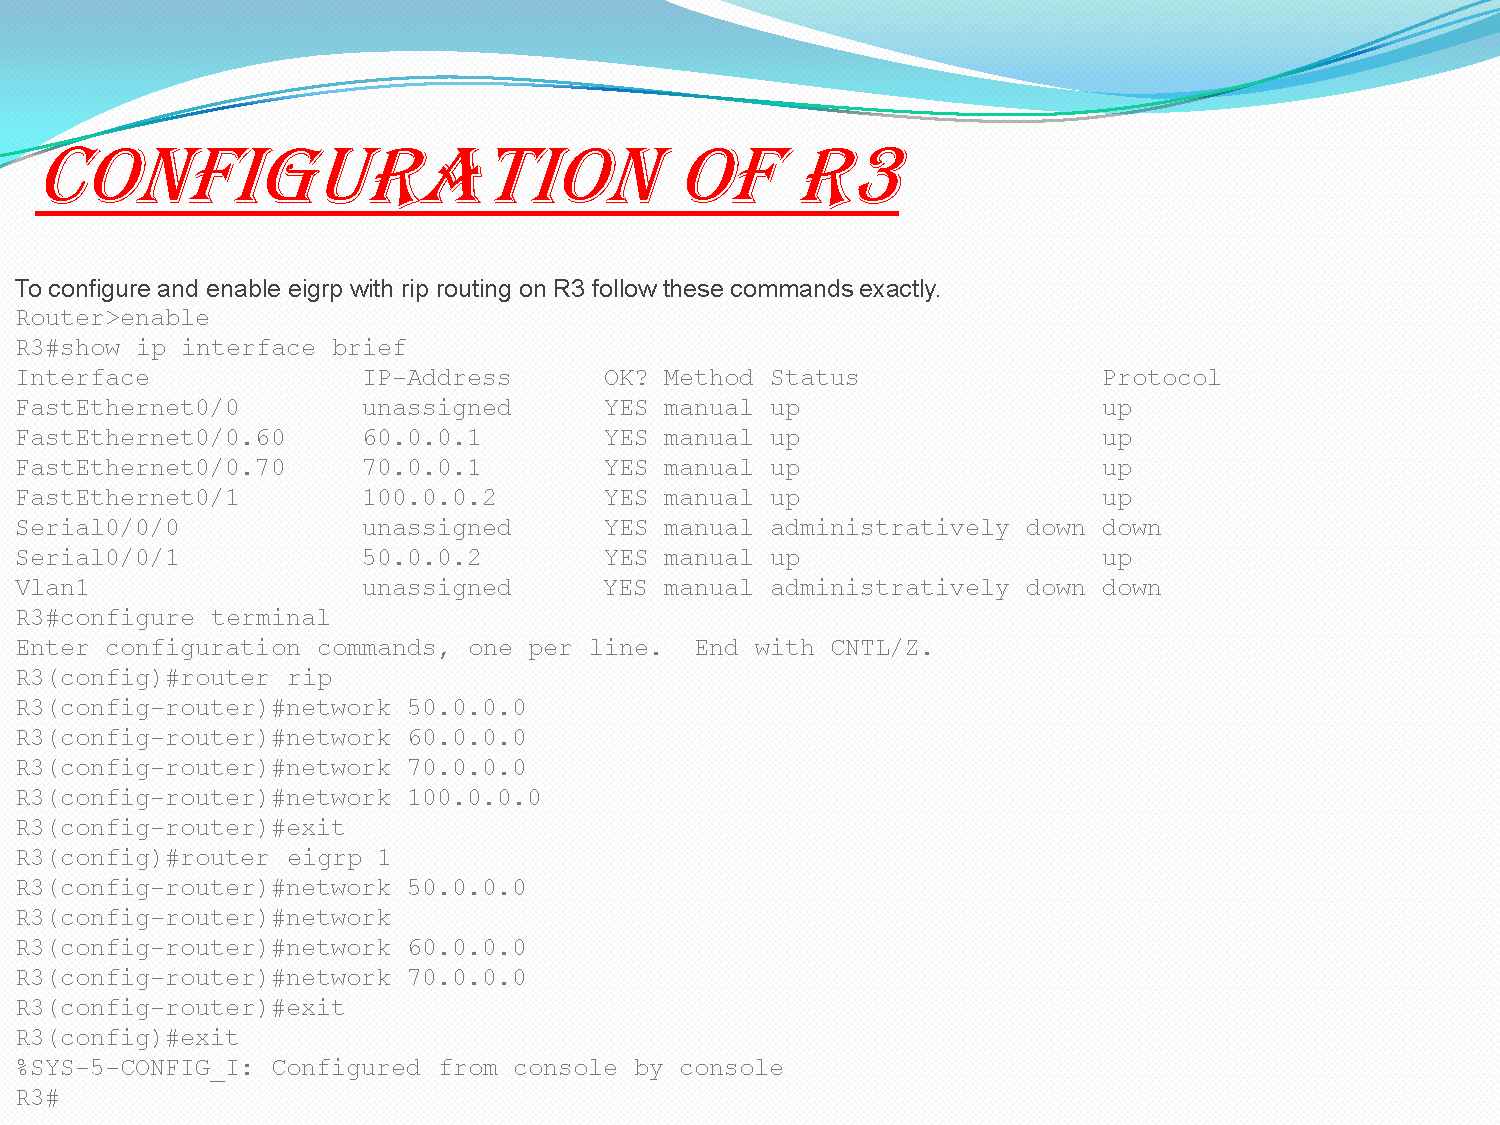 CONFIGURATION OF R3
To configure and enable eigrp with rip routing on R3 follow these commands exactly.
Router>enable
R3#show ip interface brief
Interface              IP-Address      OK? Method Status                Protocol
FastEthernet0/0        unassigned      YES manual up                    up
FastEthernet0/0.60     60.0.0.1        YES manual up                    up
FastEthernet0/0.70     70.0.0.1        YES manual up                    up
FastEthernet0/1        100.0.0.2       YES manual up                    up
Serial0/0/0            unassigned      YES manual administratively down down
Serial0/0/1            50.0.0.2        YES manual up                    up
Vlan1                  unassigned      YES manual administratively down down
R3#configure terminal
Enter configuration commands, one per line.  End with CNTL/Z.
R3(config)#router rip
R3(config-router)#network 50.0.0.0
R3(config-router)#network 60.0.0.0
R3(config-router)#network 70.0.0.0
R3(config-router)#network 100.0.0.0
R3(config-router)#exit
R3(config)#router eigrp 1
R3(config-router)#network 50.0.0.0
R3(config-router)#network
R3(config-router)#network 60.0.0.0
R3(config-router)#network 70.0.0.0
R3(config-router)#exit
R3(config)#exit
%SYS-5-CONFIG_I: Configured from console by console
R3#